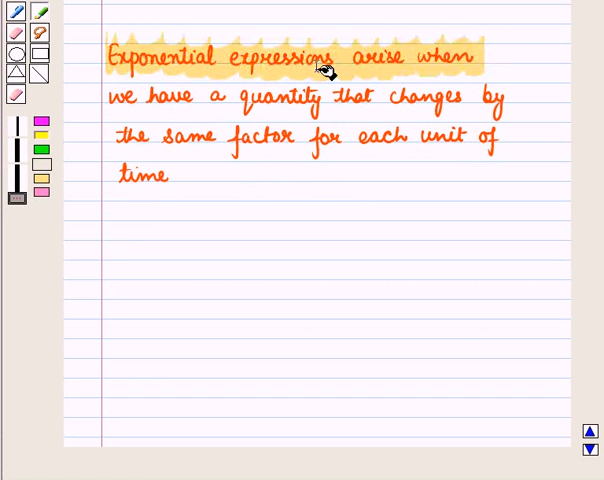 Exponential expressions arise when
we have a quantity that changes by
the same factor for each unit of
time